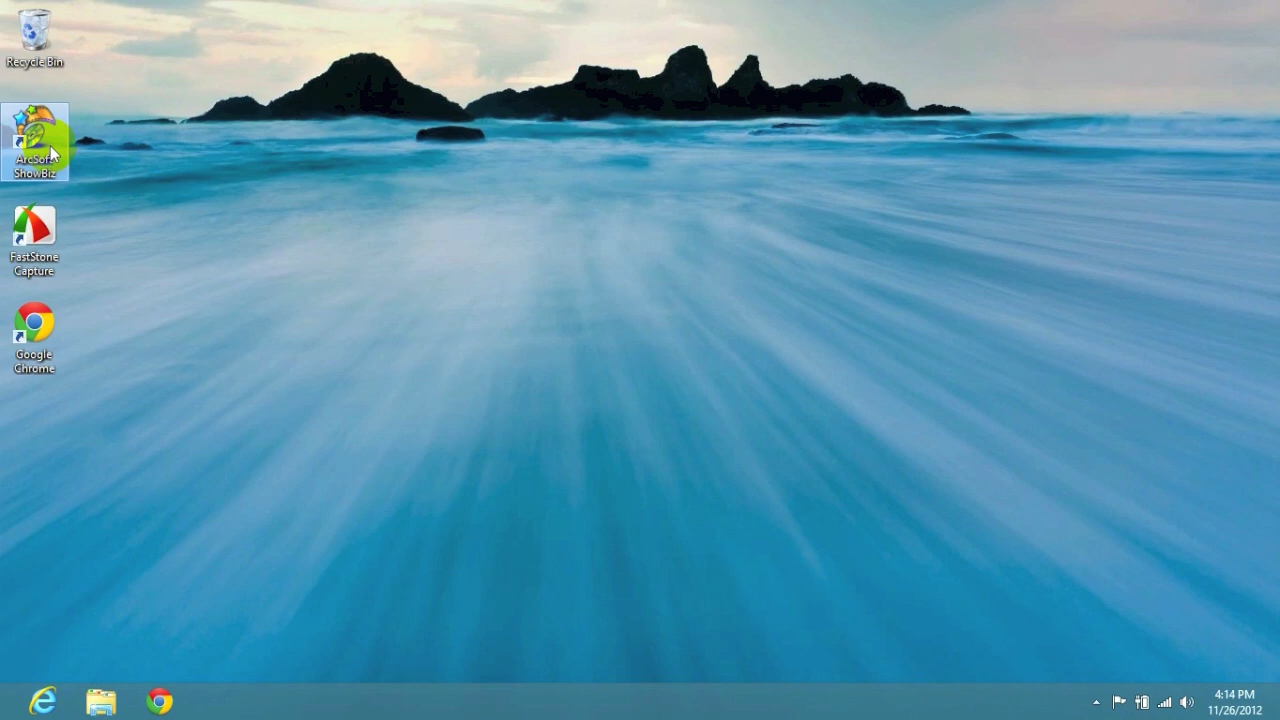 Recycle Bin
ArcSoft
ShowBiz
FastStone
Capture
Google
Chrome
4:14 PM
11/26/2012